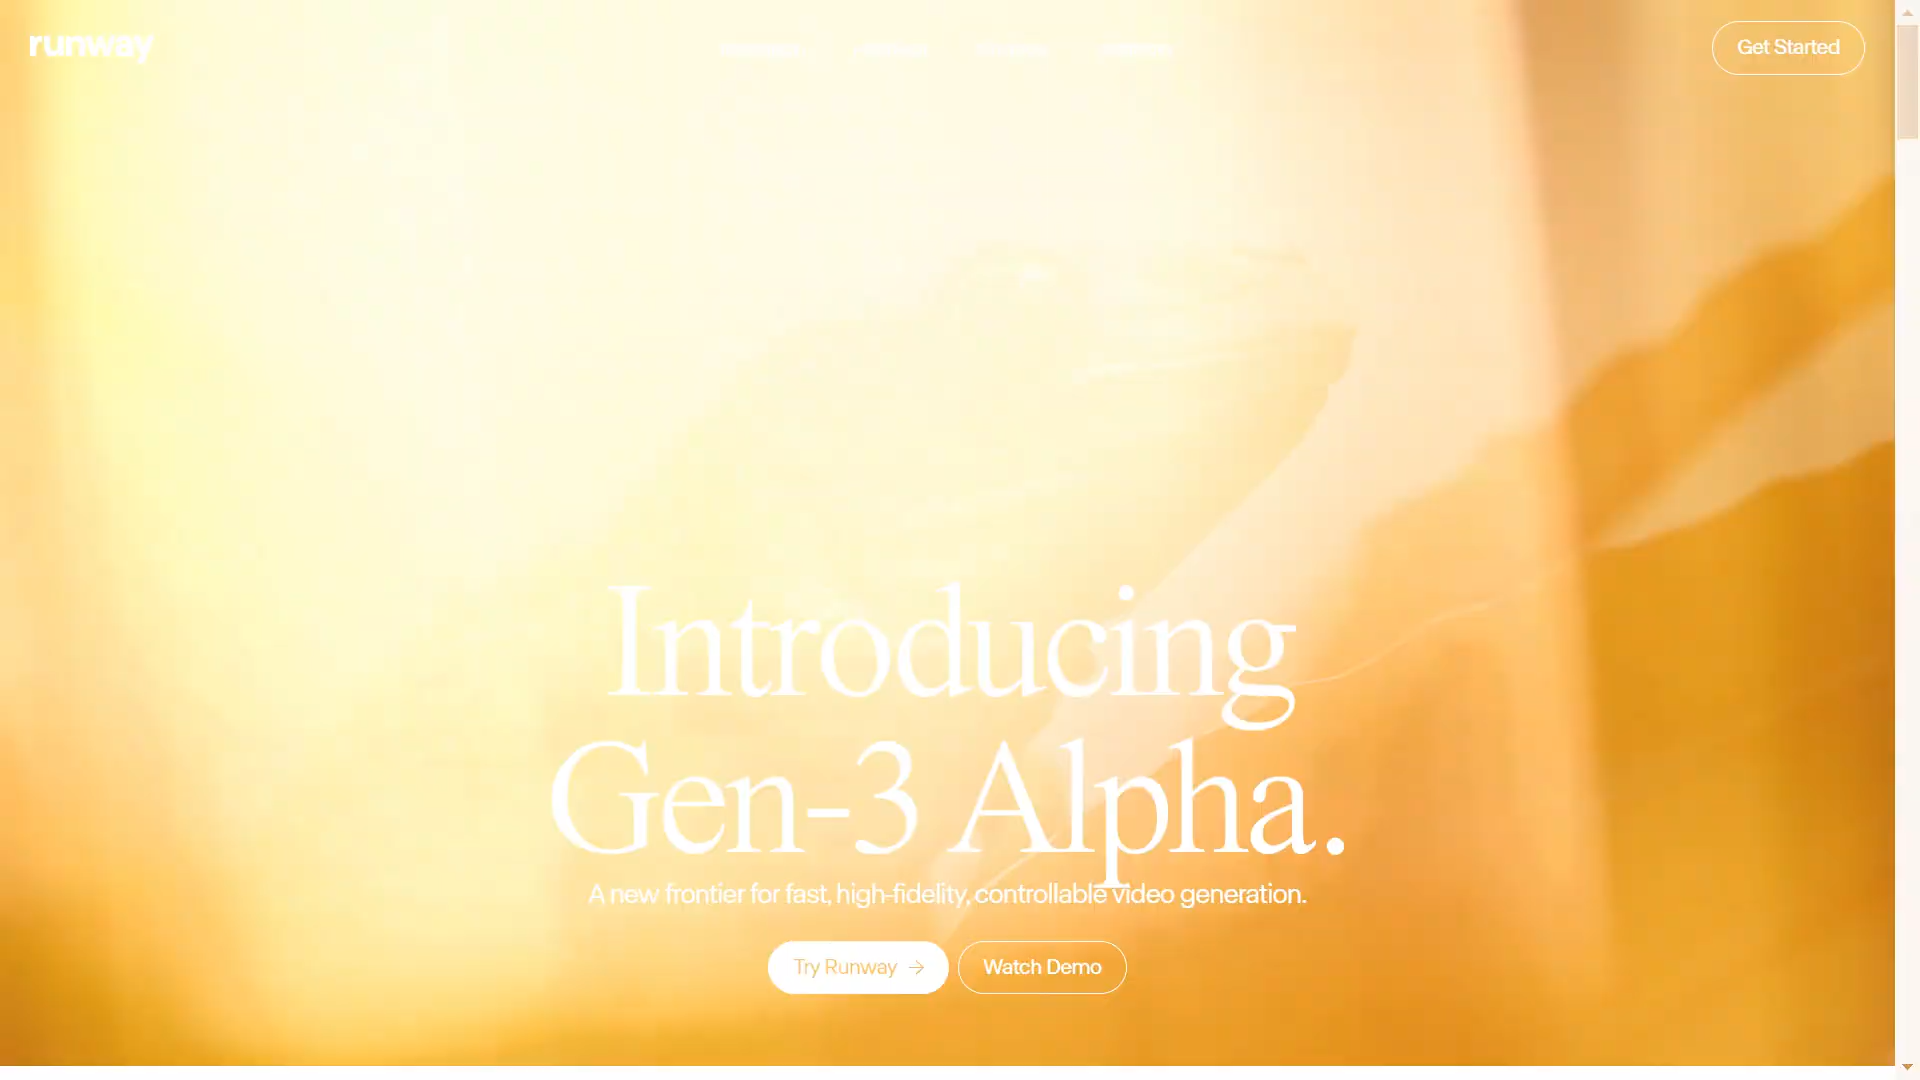 runway
Get Started
Introducing
Gen-3 Alpha.
A new frontier for fast, high-fidelity, controllable video generation.
Try Runway →
Watch Demo